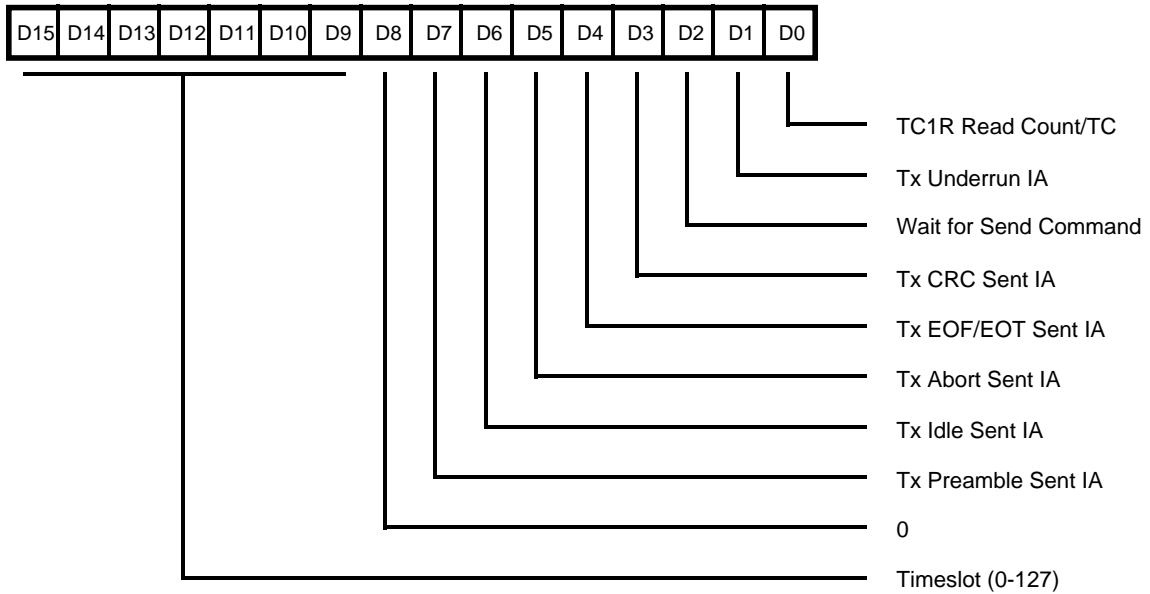 D15 D14 D13 D12 D11 D10 D9 D8 D7 D6 D5 D4 D3 D2 D1 D0
TC1R Read Count/TC
Tx Underrun IA
Wait for Send Command
Tx CRC Sent IA
Tx EOF/EOT Sent IA
Tx Abort Sent IA
Tx Idle Sent IA
Tx Preamble Sent IA
0
Timeslot (0-127)